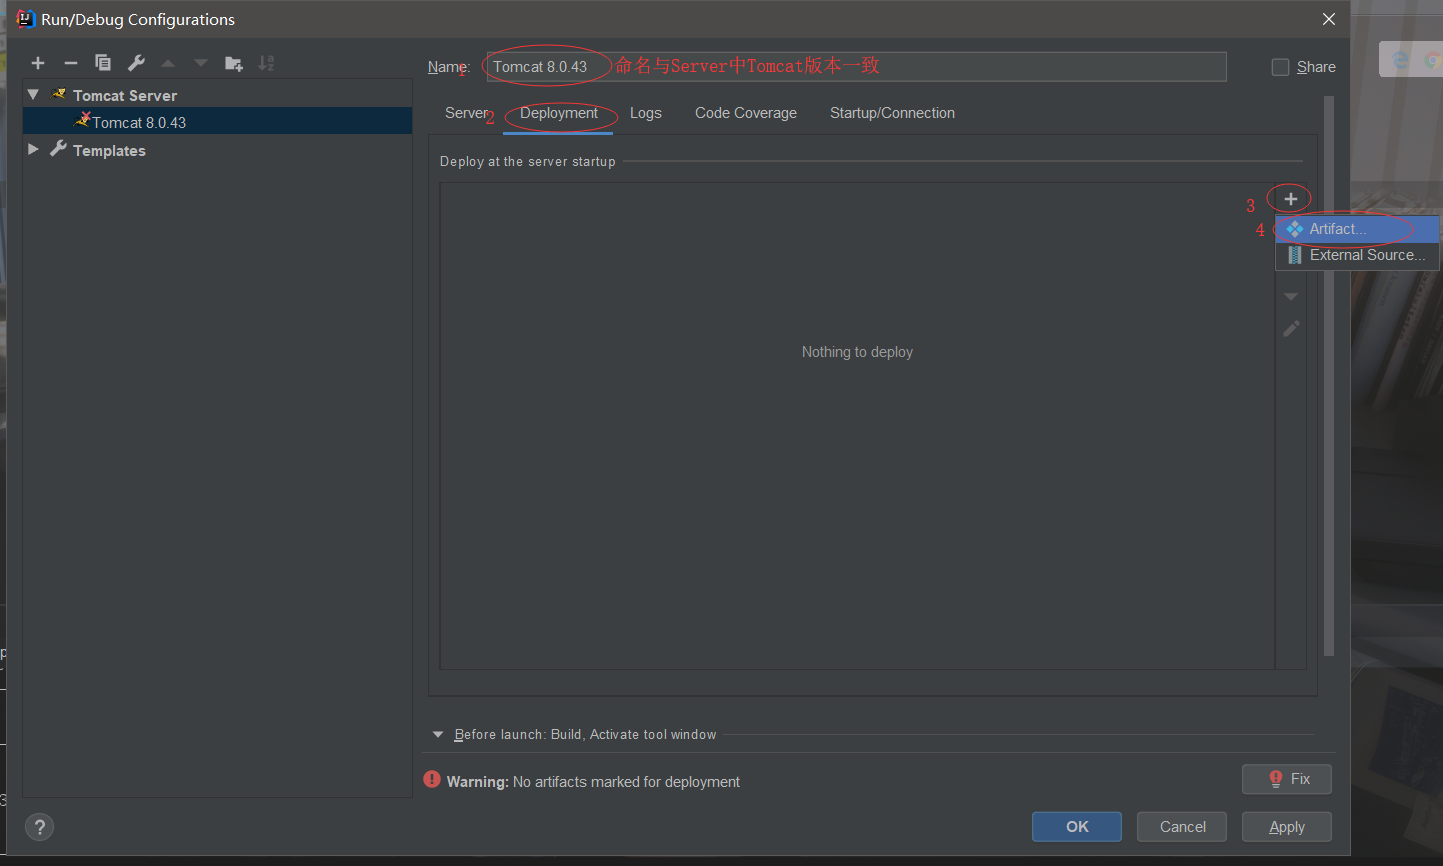 Run/Debug Configurations
Name: Tomcat 8.0.43 命名与Server中Tomcat版本一致 Share
1
Tomcat Server
Tomcat 8.0.43
Templates
Server 2 Deployment Logs Code Coverage Startup/Connection
Deploy at the server startup
3
4 Artifact...
External Source...
Nothing to deploy
Before launch: Build, Activate tool window
Warning: No artifacts marked for deployment Fix
? OK Cancel Apply